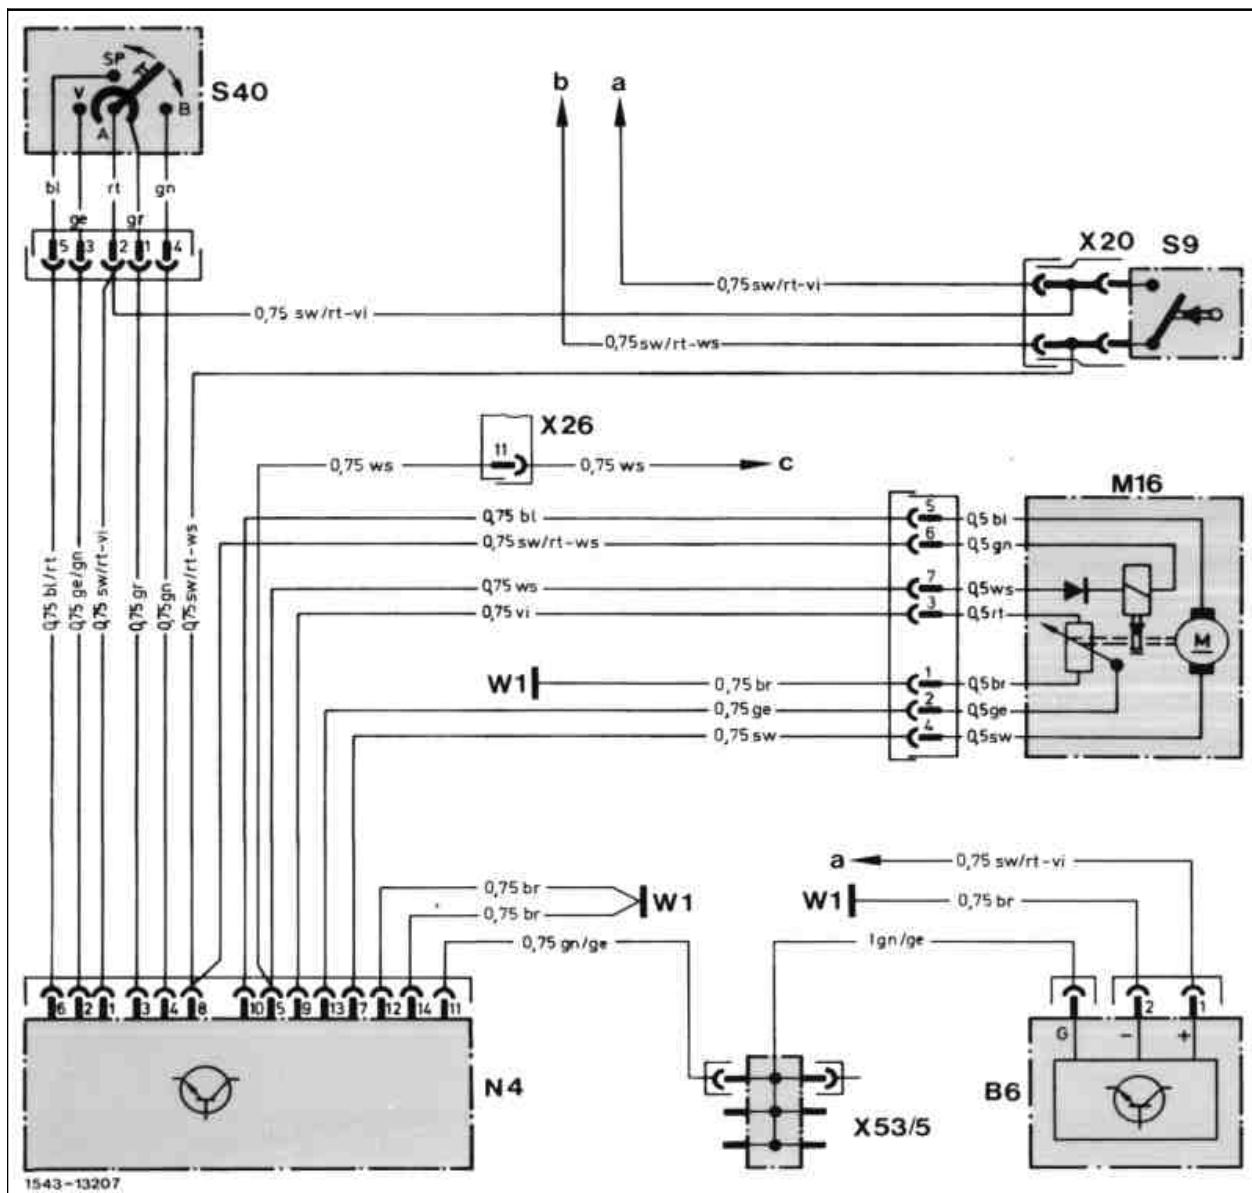 SP
V
A
B
S40
bl
rt
gn
ge
gr
5 3 2 1 4
b
a
X20
S9
0,75 sw/rt-vi
0,75 sw/rt-vi
0,75 sw/rt-ws
X26
11
0,75 ws
0,75 ws
c
M16
0,75 bl
5
0,5 bl
0,75 sw/rt-ws
6
0,5 gn
0,75 ws
7
0,5 ws
0,75 vi
3
0,5 rt
M
W1
0,75 br
1
0,5 br
0,75 ge
2
0,5 ge
0,75 sw
4
0,5 sw
0,75 bl/rt
0,75 ge/gn
0,75 sw/rt-vi
0,75 gr
0,75 gn
0,75 sw/rt-ws
a
0,75 sw/rt-vi
0,75 br
W1
0,75 br
W1
0,75 br
0,75 gn/ge
1 gn/ge
6 2 1 3 4 8 10 5 9 13 7 12 14 11
2 1
G - +
N4
B6
X53/5
1543-13207